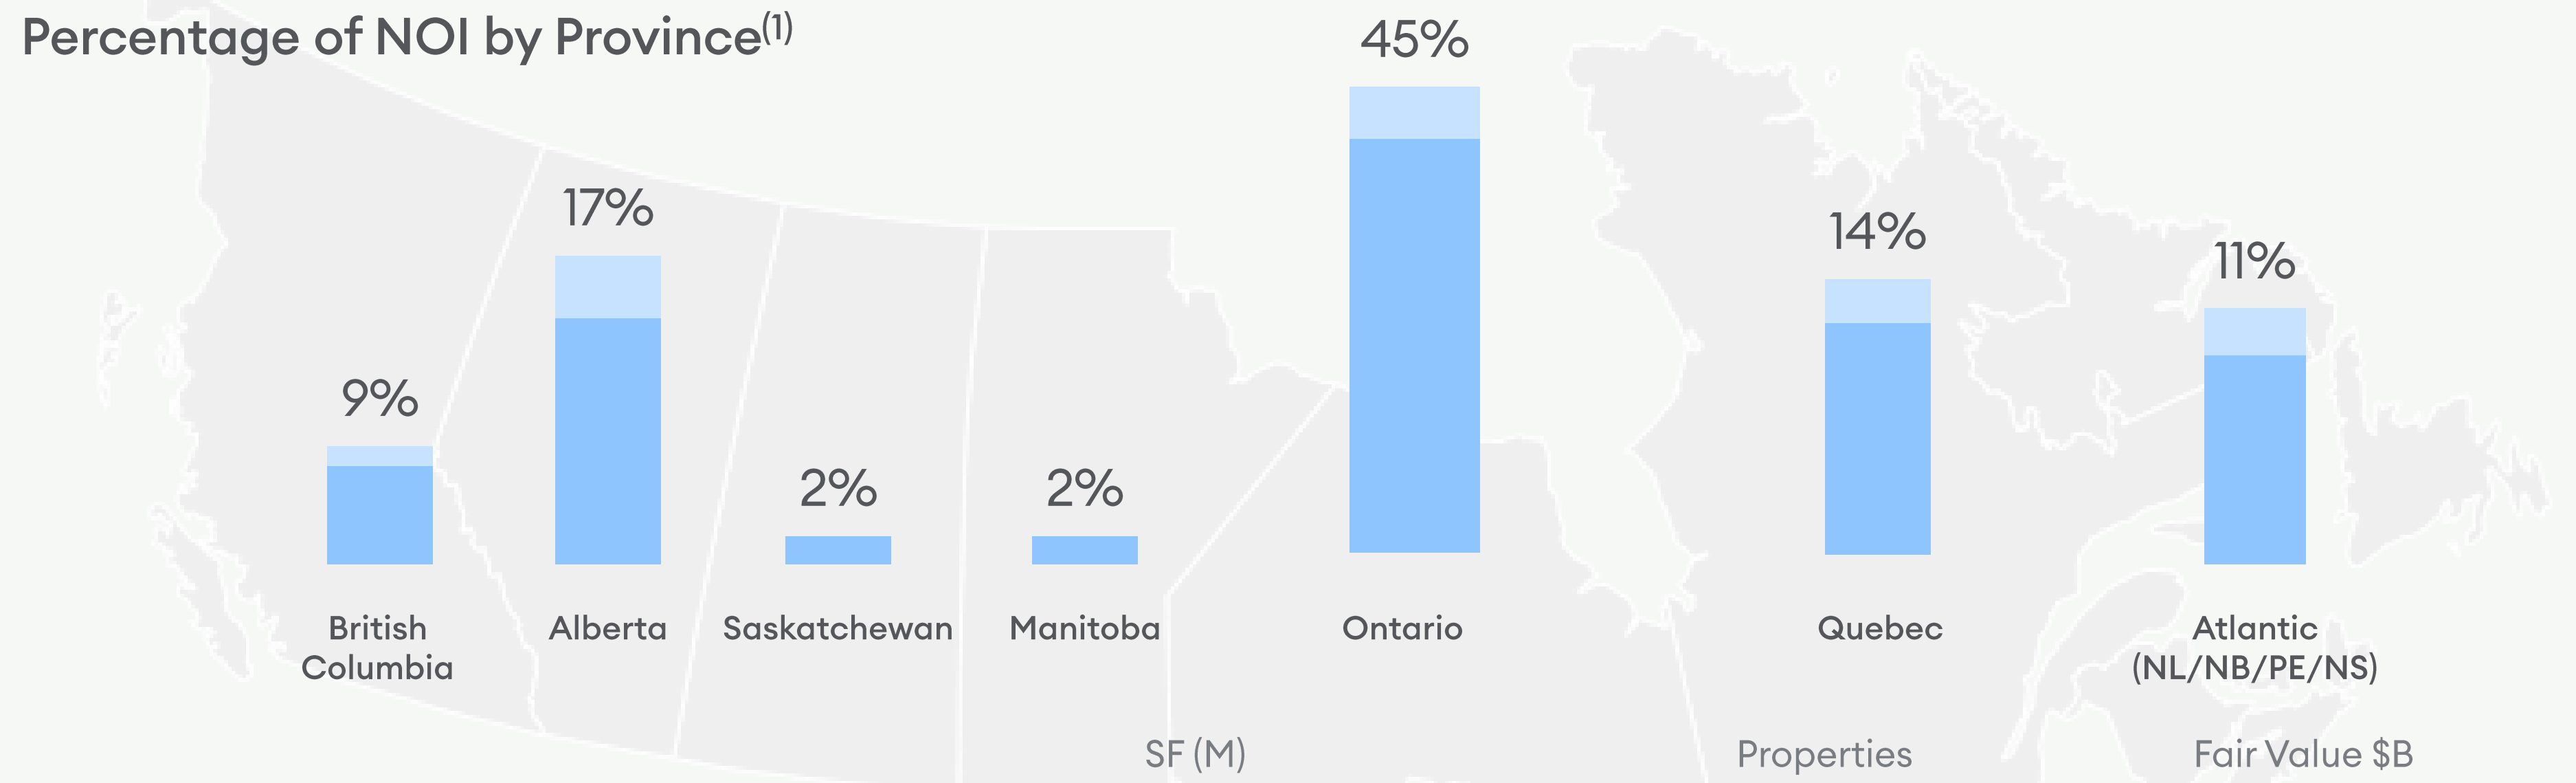 Percentage of NOI by Province(1)
45%
17%
14%
11%
9%
2%
2%
British
Columbia
Alberta
Saskatchewan
Manitoba
Ontario
Quebec
Atlantic
(NL/NB/PE/NS)
SF (M)
Properties
Fair Value $B